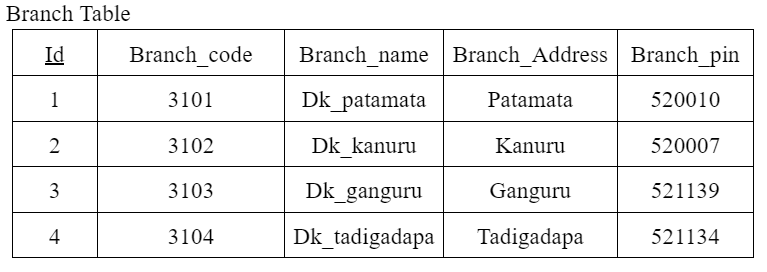 Branch Table
Id Branch_code Branch_name Branch_Address Branch_pin
1 3101 Dk_patamata Patamata 520010
2 3102 Dk_kanuru Kanuru 520007
3 3103 Dk_ganguru Ganguru 521139
4 3104 Dk_tadigadapa Tadigadapa 521134